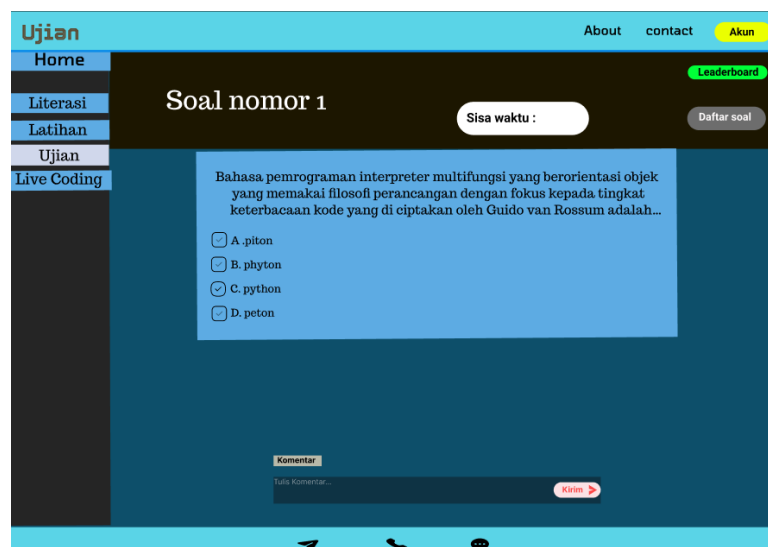 Ujian
About contact Akun
Home
Literasi
Latihan
Ujian
Live Coding
Soal nomor 1
Sisa waktu :
Leaderboard
Daftar soal
Bahasa pemrograman interpreter multifungsi yang berorientasi objek
yang memakai filosofi perancangan dengan fokus kepada tingkat
keterbacaan kode yang di ciptakan oleh Guido van Rossum adalah...
A .piton
B. phyton
C. python
D. peton
Komentar
Tulis Komentar...
Kirim